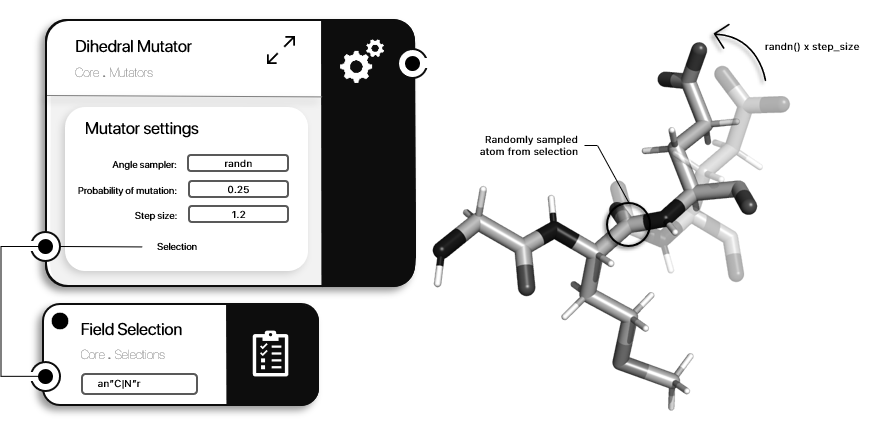 Dihedral Mutator
Core . Mutators
Mutator settings
Angle sampler: randn
Probability of mutation: 0.25
Step size: 1.2
Selection
Field Selection
Core . Selections
an"C|N"r
randn() x step_size
Randomly sampled
atom from selection